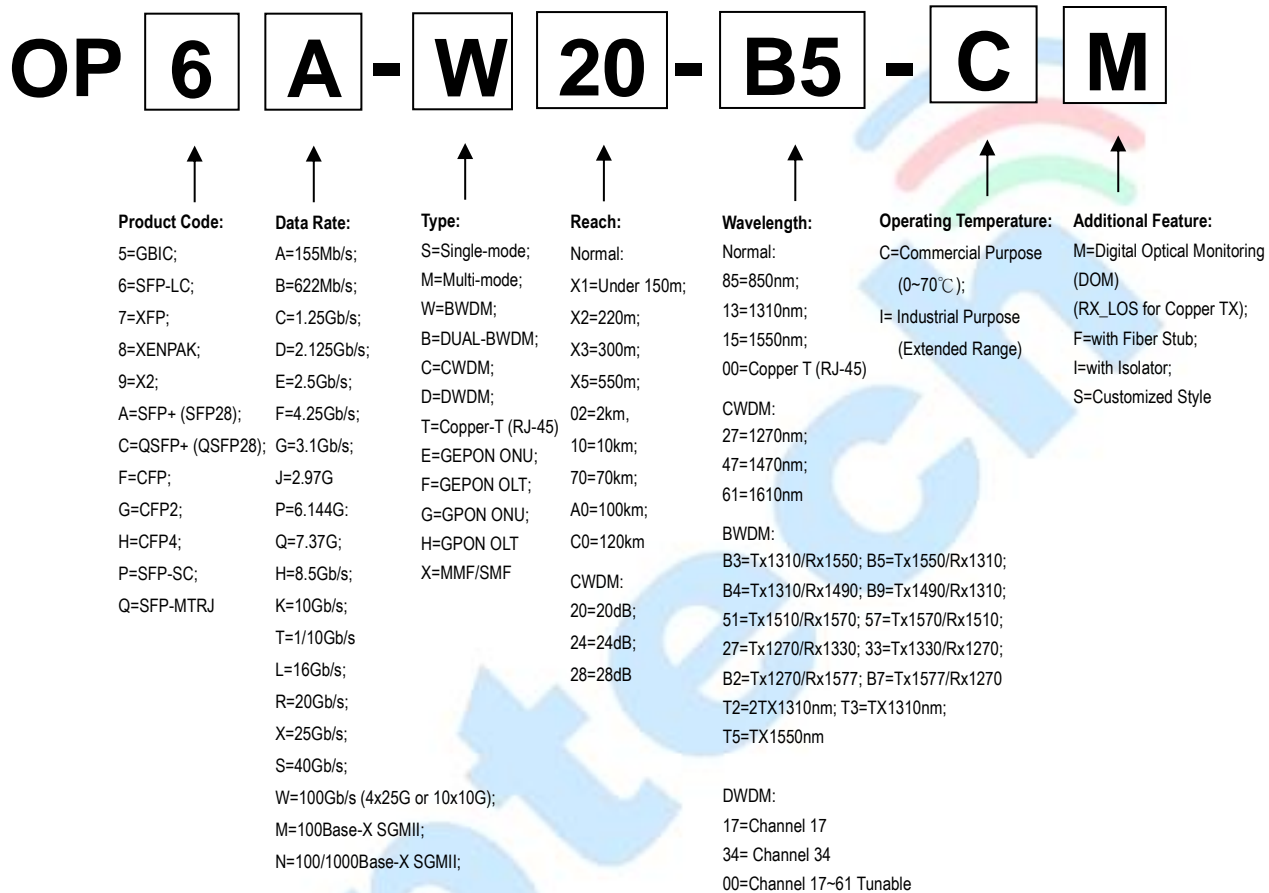 OP 6 A - W 20 - B5 - C M
Product Code:
5=GBIC;
6=SFP-LC;
7=XFP;
8=XENPAK;
9=X2;
A=SFP+ (SFP28);
C=QSFP+ (QSFP28);
F=CFP;
G=CFP2;
H=CFP4;
P=SFP-SC;
Q=SFP-MTRJ
Data Rate:
A=155Mb/s;
B=622Mb/s;
C=1.25Gb/s;
D=2.125Gb/s;
E=2.5Gb/s;
F=4.25Gb/s;
G=3.1Gb/s;
J=2.97G
P=6.144G:
Q=7.37G;
H=8.5Gb/s;
K=10Gb/s;
T=1/10Gb/s
L=16Gb/s;
R=20Gb/s;
X=25Gb/s;
S=40Gb/s;
W=100Gb/s (4x25G or 10x10G);
M=100Base-X SGMII;
N=100/1000Base-X SGMII;
Type:
S=Single-mode;
M=Multi-mode;
W=BWDM;
B=DUAL-BWDM;
C=CWDM;
D=DWDM;
T=Copper-T (RJ-45)
E=GEPON ONU;
F=GEPON OLT;
G=GPON ONU;
H=GPON OLT
X=MMF/SMF
Reach:
Normal:
X1=Under 150m;
X2=220m;
X3=300m;
X5=550m;
02=2km,
10=10km;
70=70km;
A0=100km;
C0=120km
CWDM:
20=20dB;
24=24dB;
28=28dB
Wavelength:
Normal:
85=850nm;
13=1310nm;
15=1550nm;
00=Copper T (RJ-45)
CWDM:
27=1270nm;
47=1470nm;
61=1610nm
BWDM:
B3=Tx1310/Rx1550; B5=Tx1550/Rx1310;
B4=Tx1310/Rx1490; B9=Tx1490/Rx1310;
51=Tx1510/Rx1570; 57=Tx1570/Rx1510;
27=Tx1270/Rx1330; 33=Tx1330/Rx1270;
B2=Tx1270/Rx1577; B7=Tx1577/Rx1270
T2=2TX1310nm; T3=TX1310nm;
T5=TX1550nm
DWDM:
17=Channel 17
34= Channel 34
00=Channel 17~61 Tunable
Operating Temperature:
C=Commercial Purpose
(0~70℃);
I= Industrial Purpose
(Extended Range)
Additional Feature:
M=Digital Optical Monitoring
(DOM)
(RX_LOS for Copper TX);
F=with Fiber Stub;
I=with Isolator;
S=Customized Style